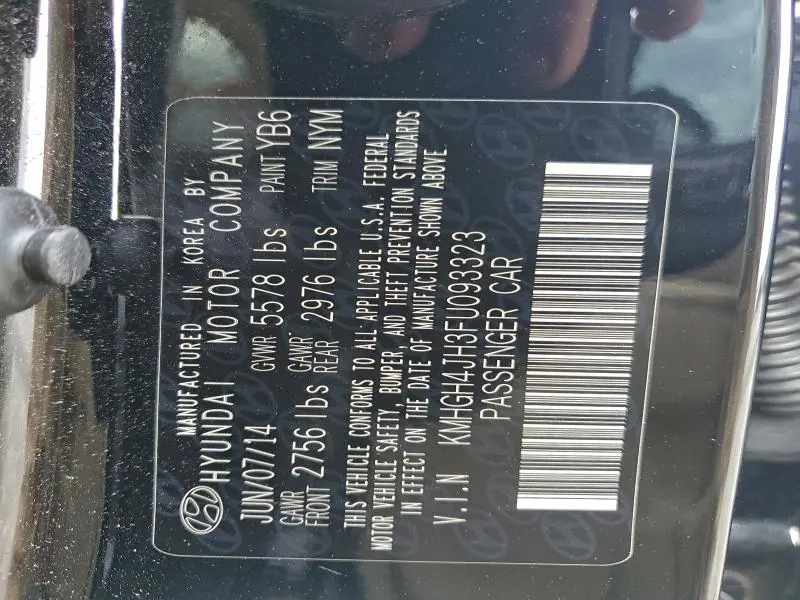 MANUFACTURED IN KOREA BY
HYUNDAI MOTOR COMPANY
JUN/07/14 GVWR 5578 lbs PAINT YB6
GAWR FRONT 2756 lbs GAWR REAR 2976 lbs TRIM NYM
THIS VEHICLE CONFORMS TO ALL APPLICABLE U.S.A. FEDERAL
MOTOR VEHICLE SAFETY, BUMPER, AND THEFT PREVENTION STANDARDS
IN EFFECT ON THE DATE OF MANUFACTURE SHOWN ABOVE
V.I.N KMHGH4JH3FU093323
PASSENGER CAR